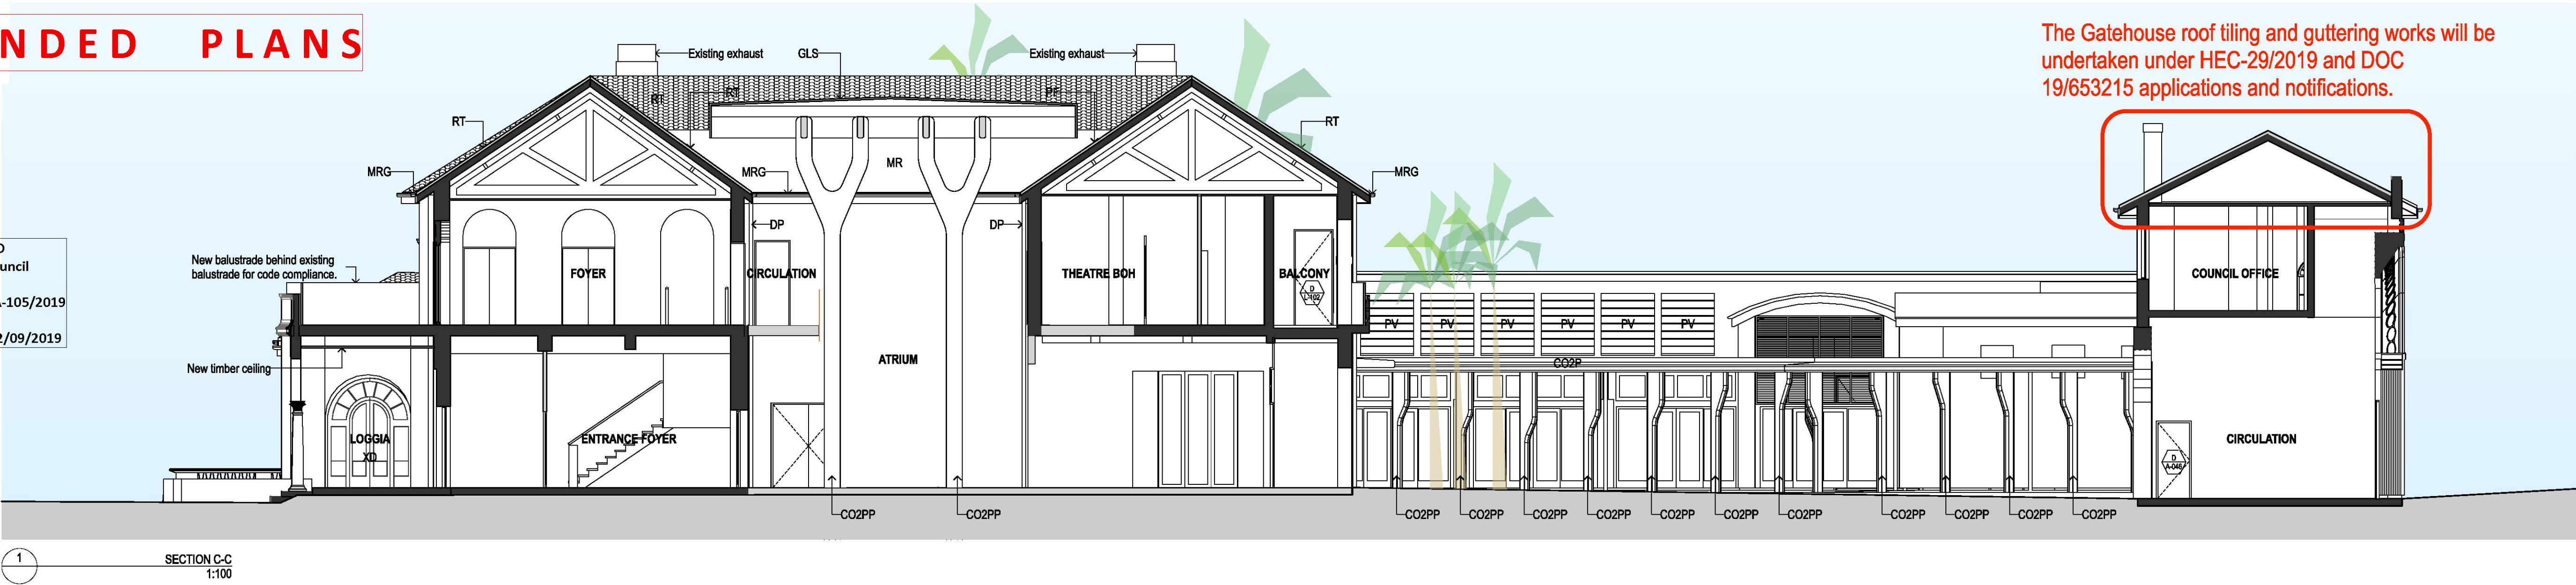 NDED PLANS
The Gatehouse roof tiling and guttering works will be
undertaken under HEC-29/2019 and DOC
19/653215 applications and notifications.
Existing exhaust
GLS
Existing exhaust
RT
RT
RT
PF
RT
MRG
MRG
MR
MRG
DP
DP
New balustrade behind existing
balustrade for code compliance.
uncil
-105/2019
2/09/2019
FOYER
CIRCULATION
THEATRE BOH
BALCONY
D
L-102
COUNCIL OFFICE
PV
PV
PV
PV
PV
PV
New timber ceiling
ATRIUM
CO2P
LOGGIA
XD
ENTRANCE FOYER
CIRCULATION
D
A-046
CO2PP
CO2PP
CO2PP
CO2PP
CO2PP
CO2PP
CO2PP
CO2PP
CO2PP
CO2PP
CO2PP
CO2PP
CO2PP
1
SECTION C-C
1:100